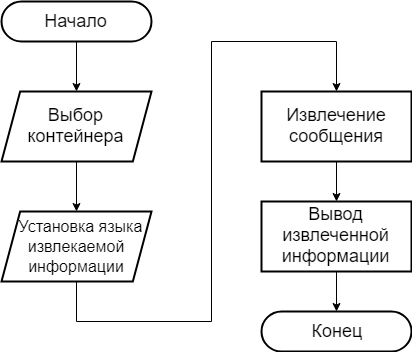 Начало
Выбор
контейнера
Установка языка
извлекаемой
информации
Извлечение
сообщения
Вывод
извлеченной
информации
Конец